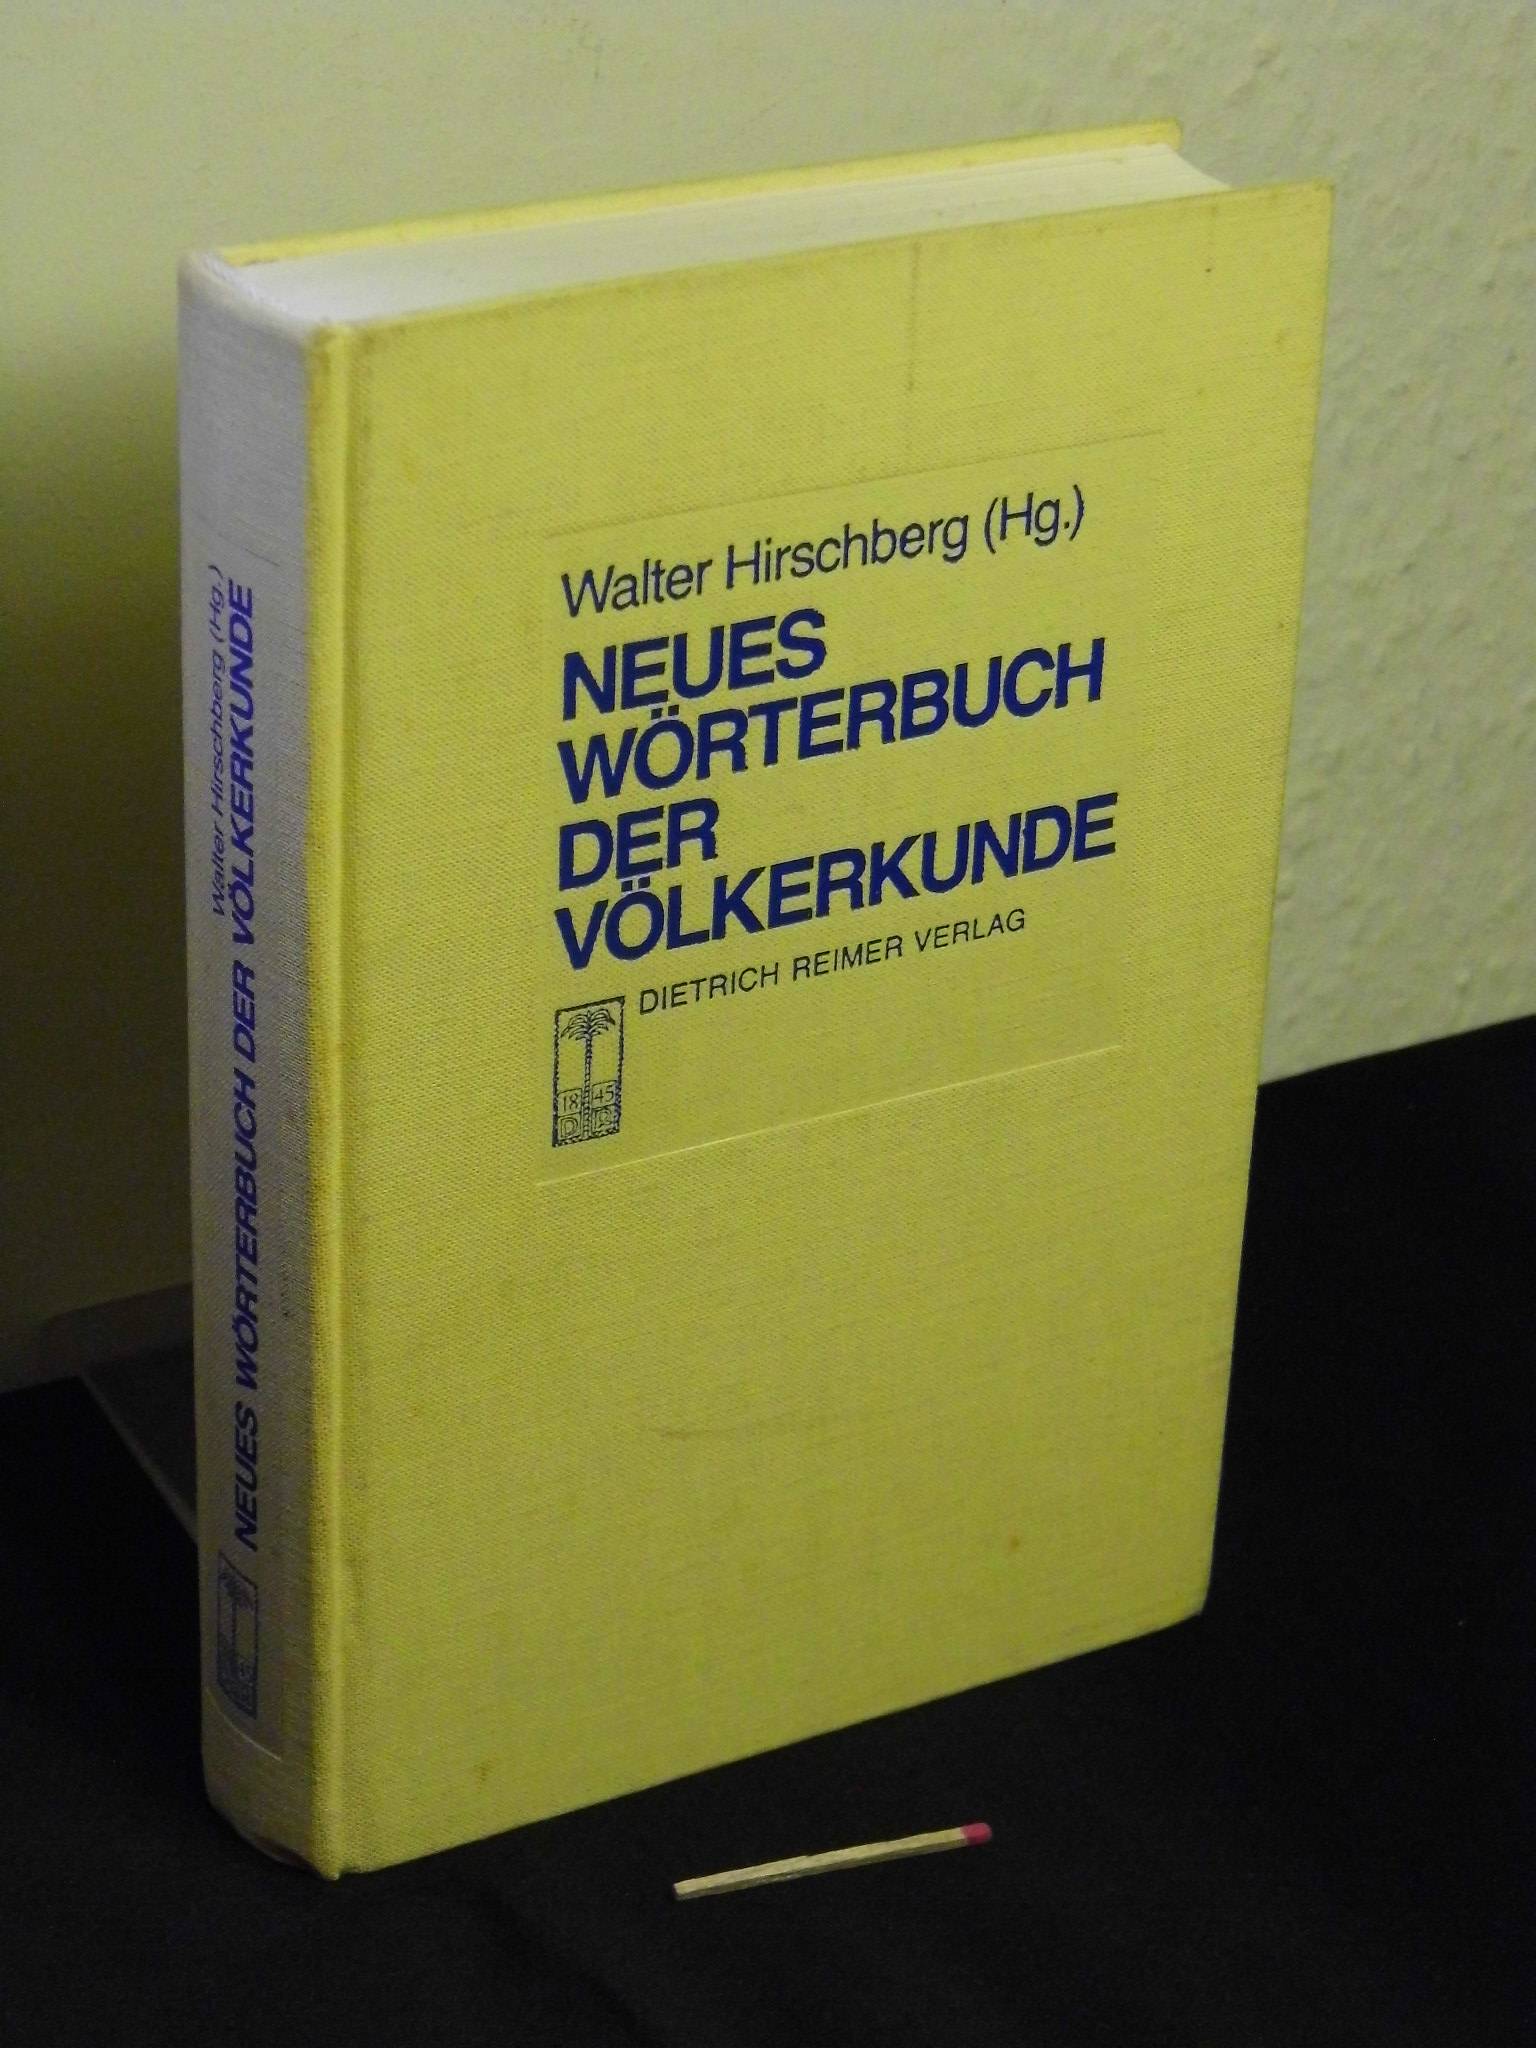 Walter Hirschberg (Hg.)
NEUES
WÖRTERBUCH
DER
VÖLKERKUNDE
DIETRICH REIMER VERLAG
18 45
D R
Walter Hirschberg (Hg.)
NEUES WÖRTERBUCH DER VÖLKERKUNDE